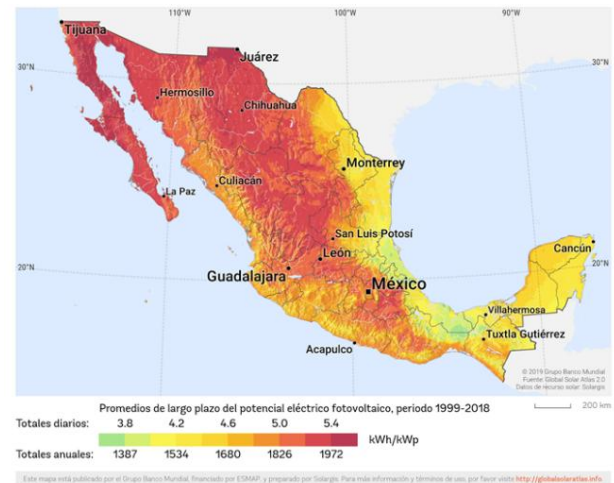 110°W 100°W 90°W
Tijuana
Juárez
30°N 30°N
Hermosillo
Chihuahua
Monterrey
Culiacán
La Paz
San Luis Potosí
Cancún
León
20°N 20°N
Guadalajara
México
Villahermosa
Tuxtla Gutiérrez
Acapulco
© 2019 Grupo Banco Mundial
Fuente: Global Solar Atlas 2.0
Datos de recurso solar: Solargis
Promedios de largo plazo del potencial eléctrico fotovoltaico, periodo 1999-2018
200 km
Totales diarios: 3.8 4.2 4.6 5.0 5.4
kWh/kWp
Totales anuales: 1387 1534 1680 1826 1972
Este mapa está publicado por el Grupo Banco Mundial, financiado por ESMAP, y preparado por Solargis. Para más información y términos de uso, por favor visite http://globalsolaratlas.info.